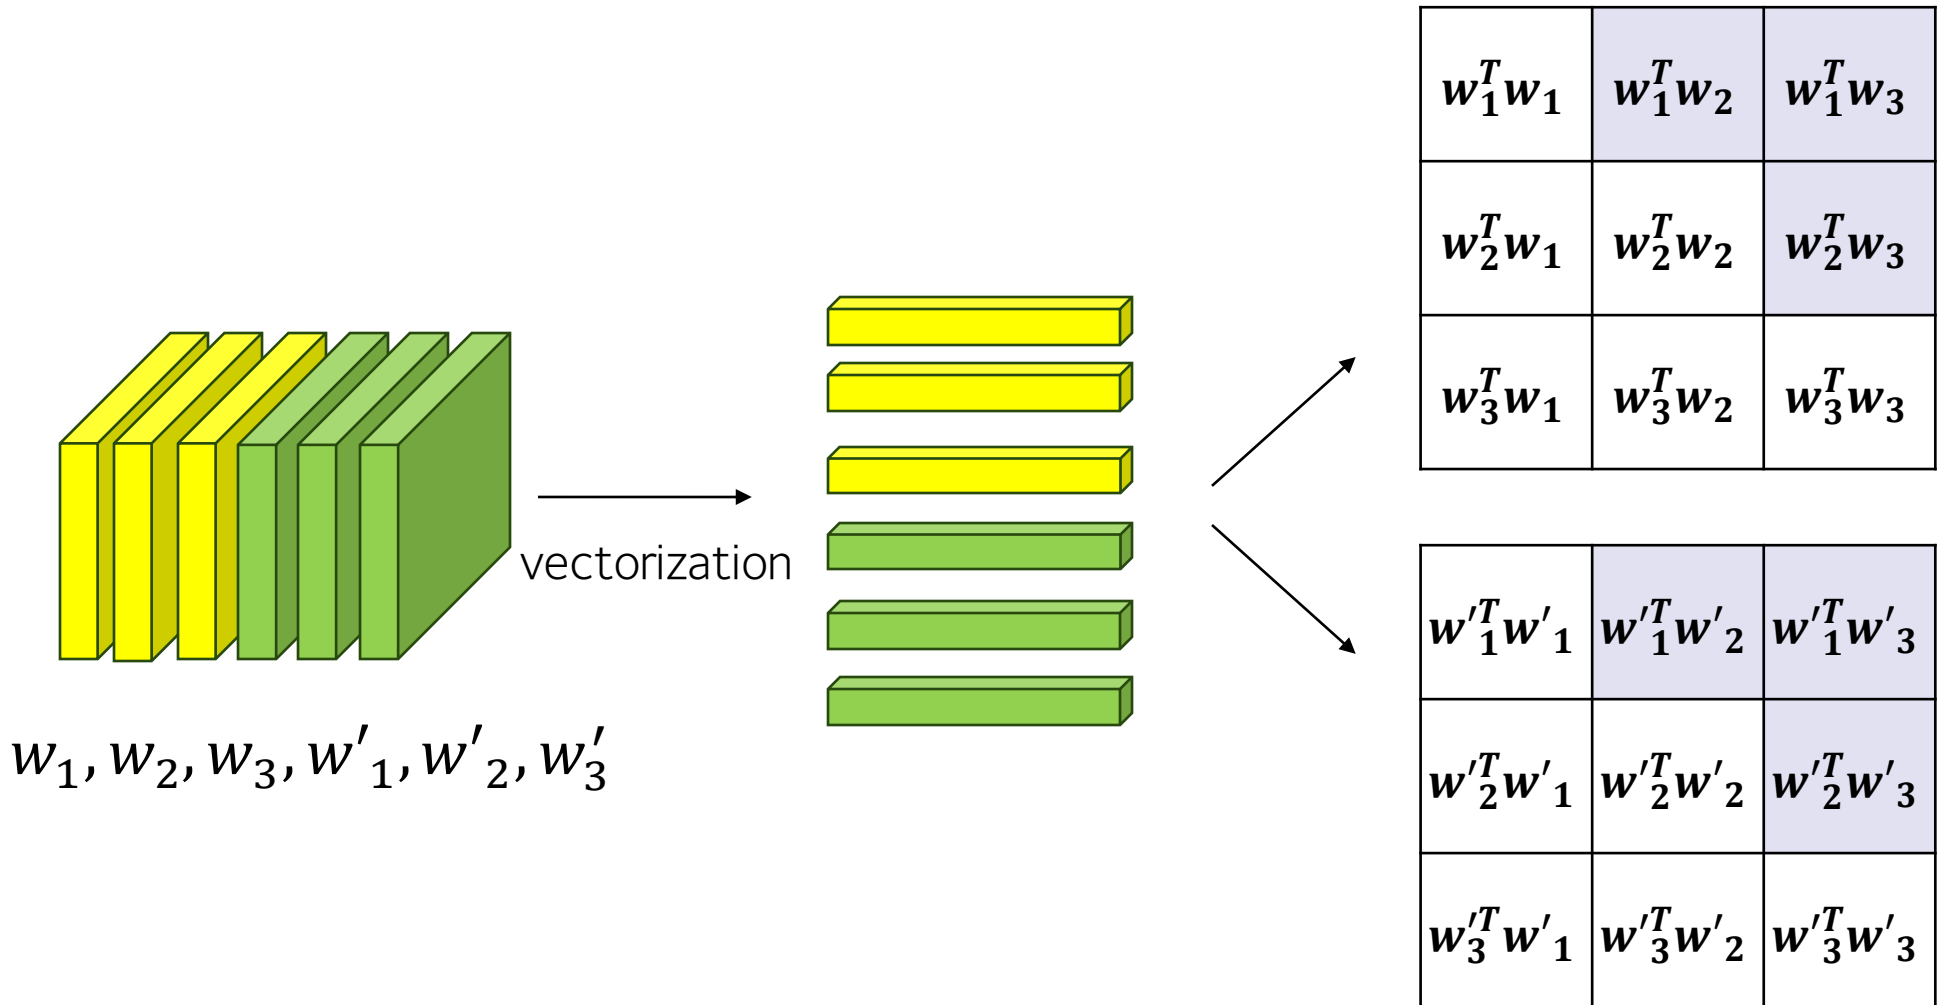 w₁ᵀw₁ w₁ᵀw₂ w₁ᵀw₃
w₂ᵀw₁ w₂ᵀw₂ w₂ᵀw₃
w₃ᵀw₁ w₃ᵀw₂ w₃ᵀw₃
vectorization
w₁, w₂, w₃, w'₁, w'₂, w'₃
w'₁ᵀw'₁ w'₁ᵀw'₂ w'₁ᵀw'₃
w'₂ᵀw'₁ w'₂ᵀw'₂ w'₂ᵀw'₃
w'₃ᵀw'₁ w'₃ᵀw'₂ w'₃ᵀw'₃